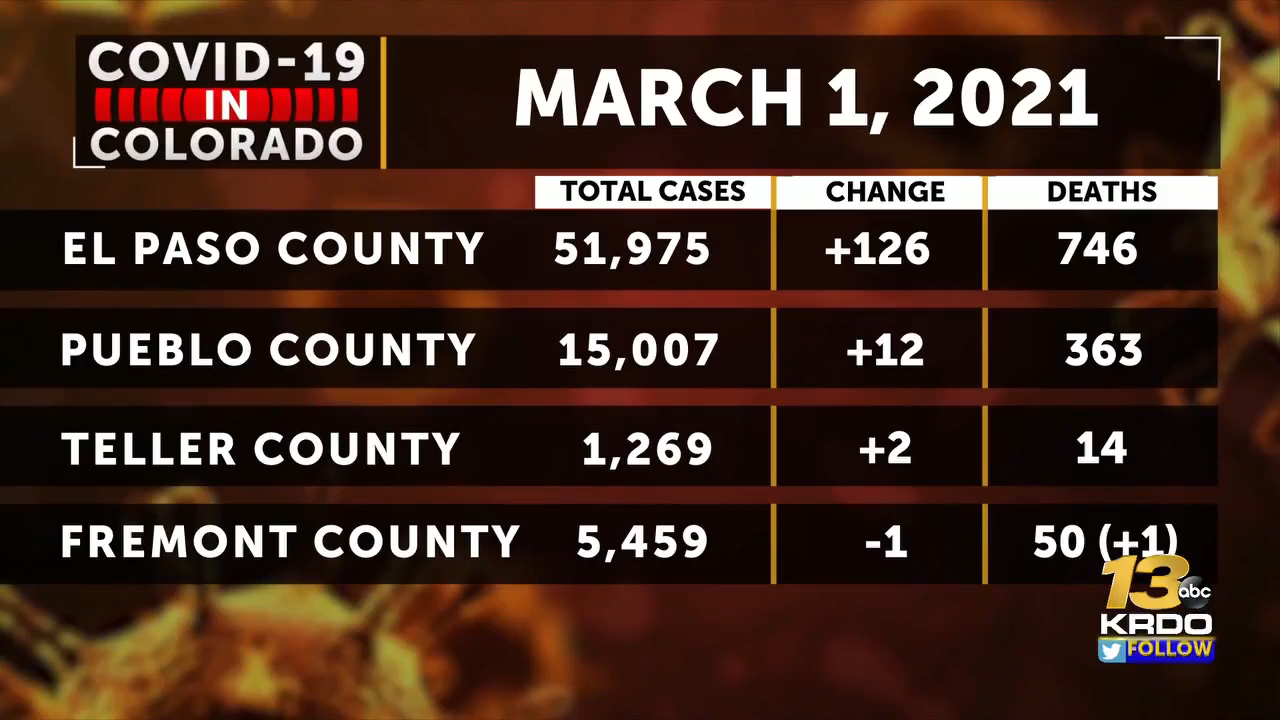 COVID-19
IN
COLORADO
MARCH 1, 2021
TOTAL CASES CHANGE DEATHS
EL PASO COUNTY 51,975 +126 746
PUEBLO COUNTY 15,007 +12 363
TELLER COUNTY 1,269 +2 14
FREMONT COUNTY 5,459 -1 50 (+1)
13 abc
KRDO
FOLLOW